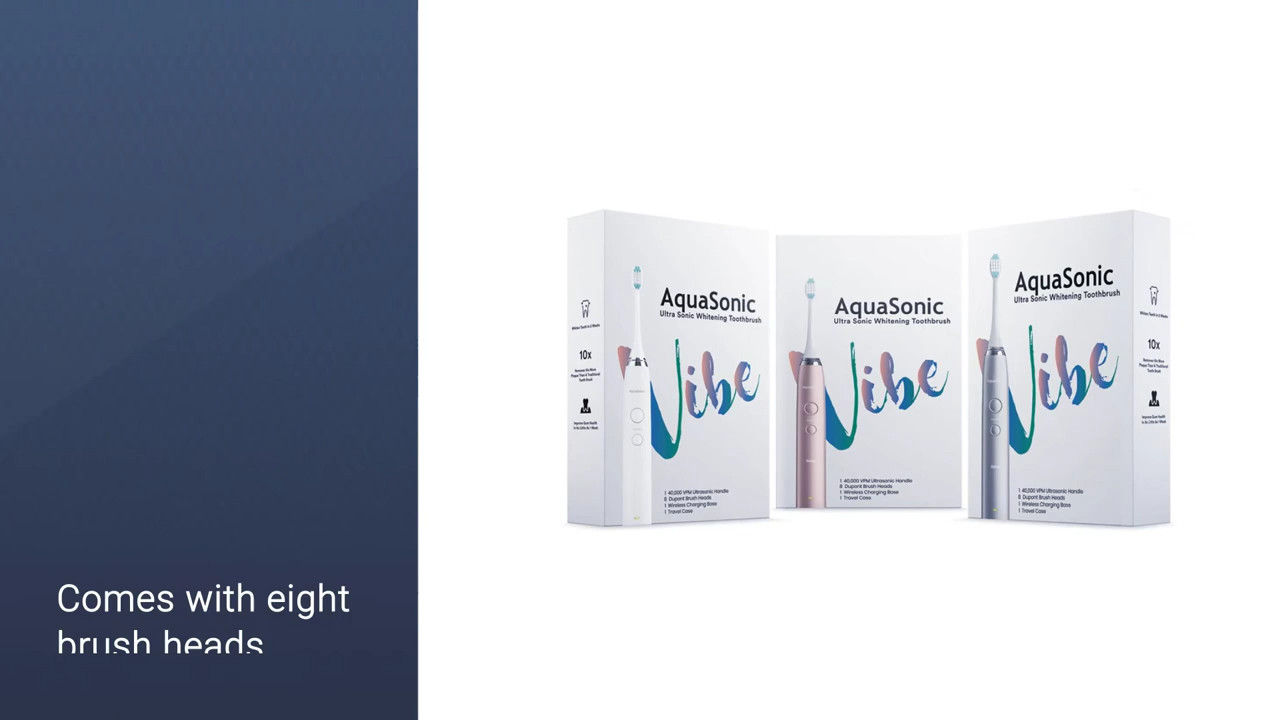 Comes with eight
brush heads
AquaSonic
Ultra Sonic Whitening Toothbrush
Vibe
10x
1 40,000 VPM Ultrasonic Handle
8 Dupont Brush Heads
1 Wireless Charging Base
1 Travel Case
AquaSonic
Ultra Sonic Whitening Toothbrush
Vibe
1 40,000 VPM Ultrasonic Handle
8 Dupont Brush Heads
1 Wireless Charging Base
1 Travel Case
AquaSonic
Ultra Sonic Whitening Toothbrush
Vibe
1 40,000 VPM Ultrasonic Handle
8 Dupont Brush Heads
1 Wireless Charging Base
1 Travel Case
10x